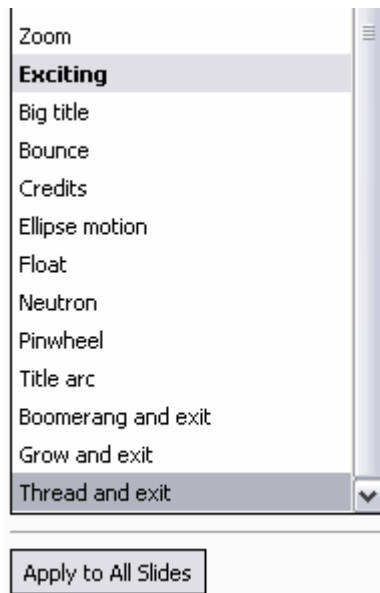 Zoom
Exciting
Big title
Bounce
Credits
Ellipse motion
Float
Neutron
Pinwheel
Title arc
Boomerang and exit
Grow and exit
Thread and exit
Apply to All Slides